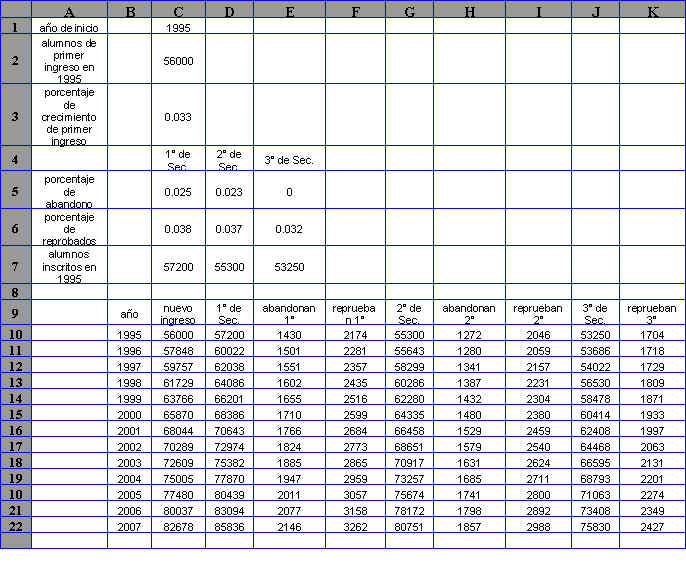 A B C D E F G H I J K
1 año de inicio 1995
2 alumnos de primer ingreso en 1995 56000
3 porcentaje de crecimiento de primer ingreso 0.033
4 1° de Sec. 2° de Sec. 3° de Sec.
5 porcentaje de abandono 0.025 0.023 0
6 porcentaje de reprobados 0.038 0.037 0.032
7 alumnos inscritos en 1995 57200 55300 53250
8
9 año nuevo ingreso 1° de Sec. abandonan 1° reprueba n 1° 2° de Sec. abandonan 2° reprueban 2° 3° de Sec. reprueban 3°
10 1995 56000 57200 1430 2174 55300 1272 2046 53250 1704
11 1996 57848 60022 1501 2281 55643 1280 2059 53686 1718
12 1997 59757 62038 1551 2357 58299 1341 2157 54022 1729
13 1998 61729 64086 1602 2435 60286 1387 2231 56530 1809
14 1999 63766 66201 1655 2516 62280 1432 2304 58478 1871
15 2000 65870 68386 1710 2599 64335 1480 2380 60414 1933
16 2001 68044 70643 1766 2684 66458 1529 2459 62408 1997
17 2002 70289 72974 1824 2773 68651 1579 2540 64468 2063
18 2003 72609 75382 1885 2865 70917 1631 2624 66595 2131
19 2004 75005 77870 1947 2959 73257 1685 2711 68793 2201
10 2005 77480 80439 2011 3057 75674 1741 2800 71063 2274
21 2006 80037 83094 2077 3158 78172 1798 2892 73408 2349
22 2007 82678 85836 2146 3262 80751 1857 2988 75830 2427